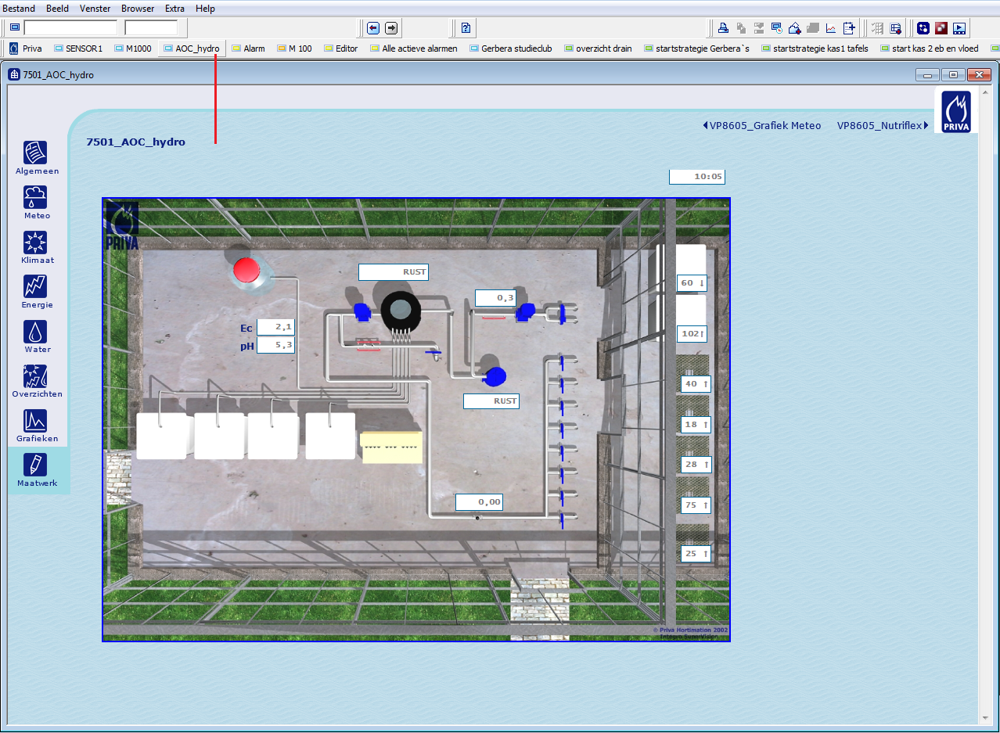 Bestand Beeld Venster Browser Extra Help
Priva SENSOR1 M1000 AOC_hydro Alarm M 100 Editor Alle actieve alarmen Gerbera studieclub overzicht drain startstrategie Gerbera`s startstrategie kas1 tafels start kas 2 eb en vloed
7501_AOC_hydro
VP8605_Grafiek Meteo VP8605_Nutriflex
PRIVA
7501_AOC_hydro
Algemeen
Meteo
Klimaat
Energie
Water
Overzichten
Grafieken
Maatwerk
10:05
PRIVA
RUST
60 ↓
0,3
Ec 2,1
102↑
pH 5,3
40 ↑
RUST
18 ↑
28 ↑
0,00
75 ↑
25 ↑
© Priva Hortimation 2002
Integro SuperVision